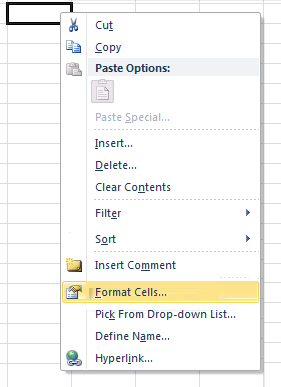 Cut
Copy
Paste Options:
Paste Special...
Insert...
Delete...
Clear Contents
Filter
Sort
Insert Comment
Format Cells...
Pick From Drop-down List...
Define Name...
Hyperlink...